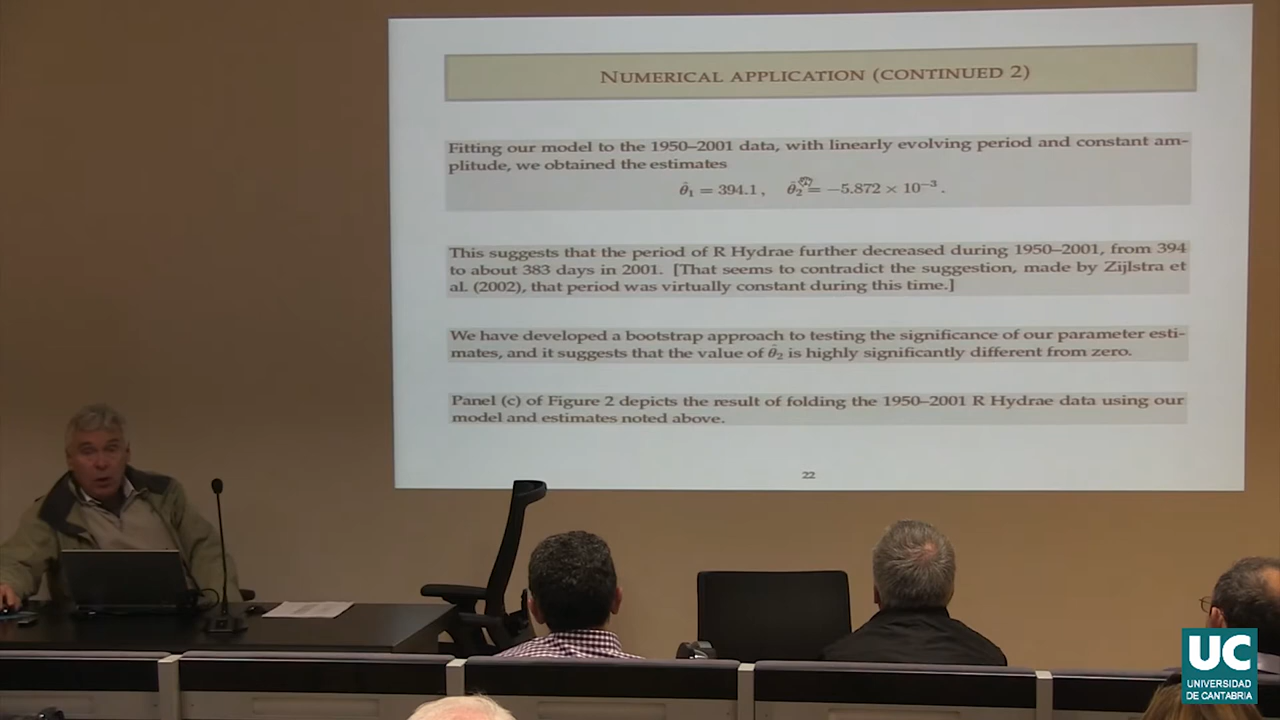 NUMERICAL APPLICATION (CONTINUED 2)
Fitting our model to the 1950–2001 data, with linearly evolving period and constant am-
plitude, we obtained the estimates
θ̂₁ = 394.1 , θ̂₂ = −5.872 × 10⁻³ .
This suggests that the period of R Hydrae further decreased during 1950–2001, from 394
to about 383 days in 2001. [That seems to contradict the suggestion, made by Zijlstra et
al. (2002), that period was virtually constant during this time.]
We have developed a bootstrap approach to testing the significance of our parameter esti-
mates, and it suggests that the value of θ̂₂ is highly significantly different from zero.
Panel (c) of Figure 2 depicts the result of folding the 1950–2001 R Hydrae data using our
model and estimates noted above.
22
UC
UNIVERSIDAD
DE CANTABRIA